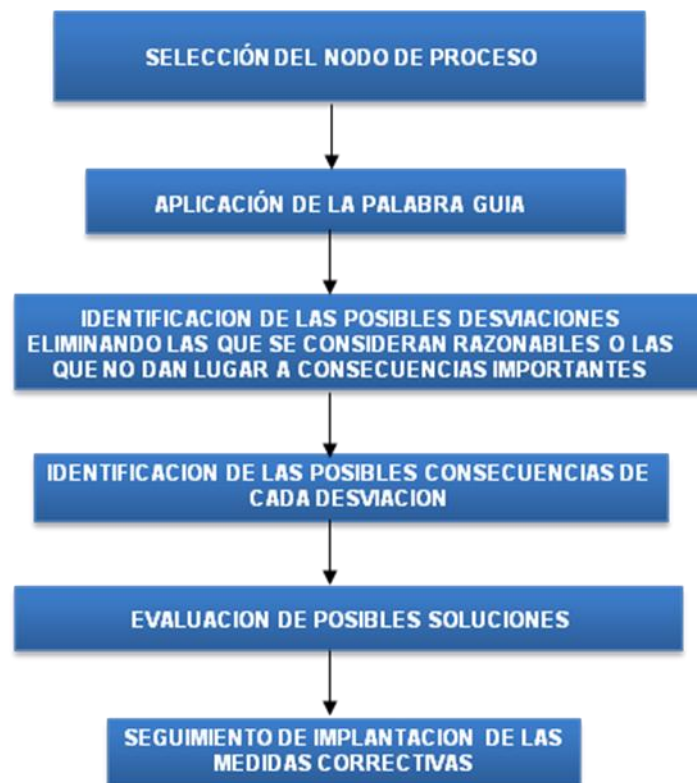 SELECCIÓN DEL NODO DE PROCESO
APLICACIÓN DE LA PALABRA GUIA
IDENTIFICACION DE LAS POSIBLES DESVIACIONES
ELIMINANDO LAS QUE SE CONSIDERAN RAZONABLES O LAS
QUE NO DAN LUGAR A CONSECUENCIAS IMPORTANTES
IDENTIFICACION DE LAS POSIBLES CONSECUENCIAS DE
CADA DESVIACION
EVALUACION DE POSIBLES SOLUCIONES
SEGUIMIENTO DE IMPLANTACION DE LAS
MEDIDAS CORRECTIVAS